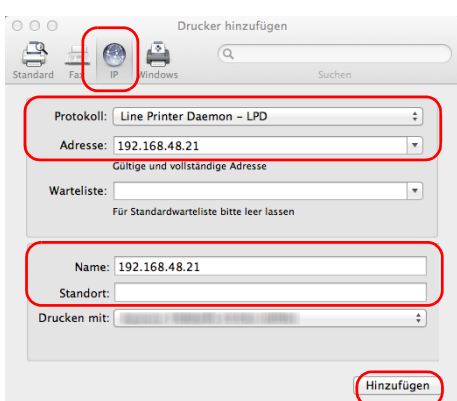 Drucker hinzufügen
Standard Fax IP Windows Suchen
Protokoll: Line Printer Daemon – LPD
Adresse: 192.168.48.21
Gültige und vollständige Adresse
Warteliste:
Für Standardwarteliste bitte leer lassen
Name: 192.168.48.21
Standort:
Drucken mit:
Hinzufügen